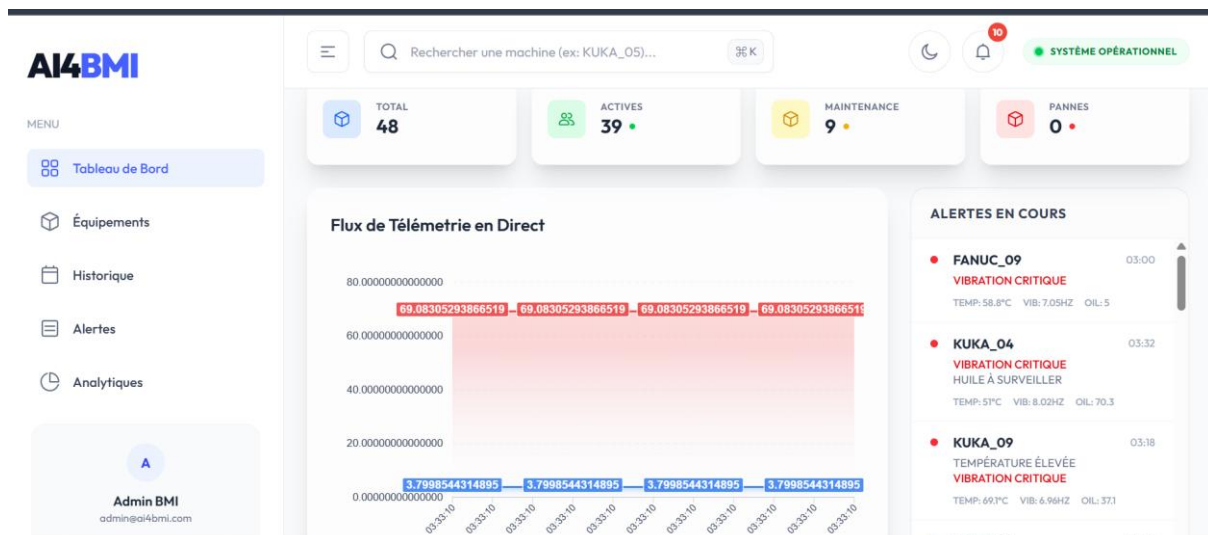 AI4BMI
MENU
Tableau de Bord
Équipements
Historique
Alertes
Analytiques
A
Admin BMI
admin@ai4bmi.com
Rechercher une machine (ex: KUKA_05)...
⌘K
10
SYSTÈME OPÉRATIONNEL
TOTAL
48
ACTIVES
39
MAINTENANCE
9
PANNES
0
Flux de Télémetrie en Direct
80.00000000000000
60.00000000000000
40.00000000000000
20.00000000000000
0.00000000000000
69.08305293866519 69.08305293866519 69.08305293866519 69.08305293866519
3.7998544314895 3.7998544314895 3.7998544314895 3.7998544314895
03:33:10 03:33:10 03:33:10 03:33:10 03:33:10 03:33:10 03:33:10 03:33:10 03:33:10 03:33:10 03:33:10
ALERTES EN COURS
FANUC_09 03:00
VIBRATION CRITIQUE
TEMP: 58.8°C VIB: 7.05HZ OIL: 5
KUKA_04 03:32
VIBRATION CRITIQUE
HUILE À SURVEILLER
TEMP: 51°C VIB: 8.02HZ OIL: 70.3
KUKA_09 03:18
TEMPÉRATURE ÉLEVÉE
VIBRATION CRITIQUE
TEMP: 69.1°C VIB: 6.96HZ OIL: 37.1